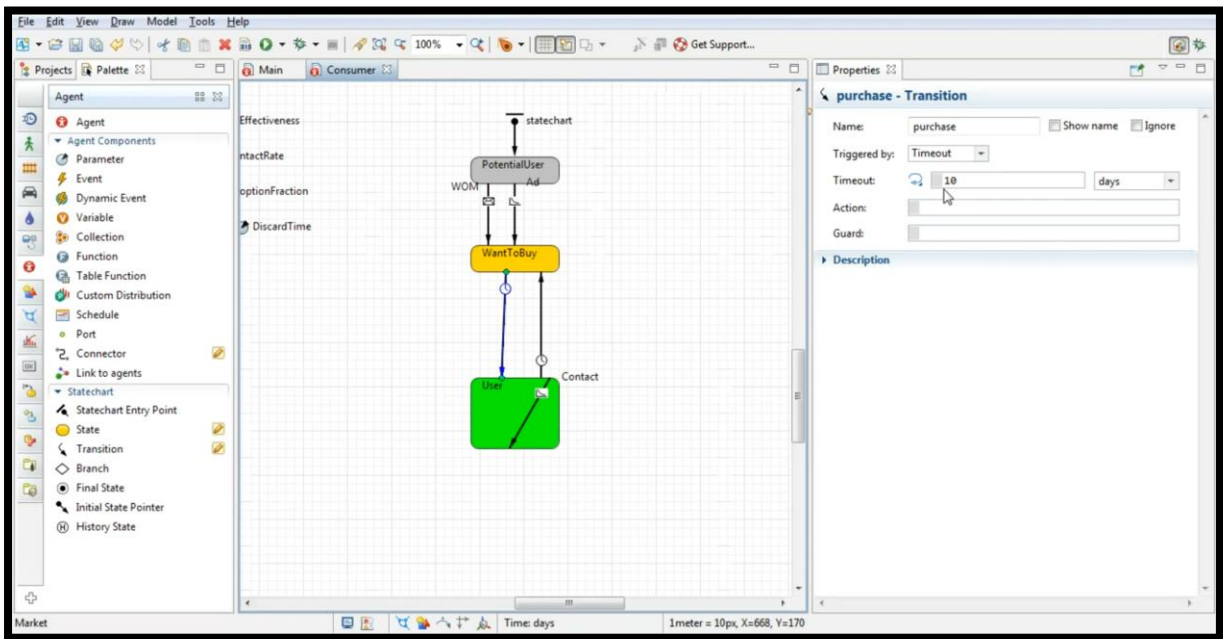 File Edit View Draw Model Tools Help
100% Get Support...
Projects Palette
Main Consumer
Properties
Agent
Agent
Agent Components
Parameter
Event
Dynamic Event
Variable
Collection
Function
Table Function
Custom Distribution
Schedule
Port
Connector
Link to agents
Statechart
Statechart Entry Point
State
Transition
Branch
Final State
Initial State Pointer
History State
Effectiveness
ntactRate
optionFraction
DiscardTime
statechart
PotentialUser
WOM Ad
WantToBuy
User
Contact
purchase - Transition
Name: purchase Show name Ignore
Triggered by: Timeout
Timeout: 10 days
Action:
Guard:
Description
Market
Time: days
1meter = 10px, X=668, Y=170